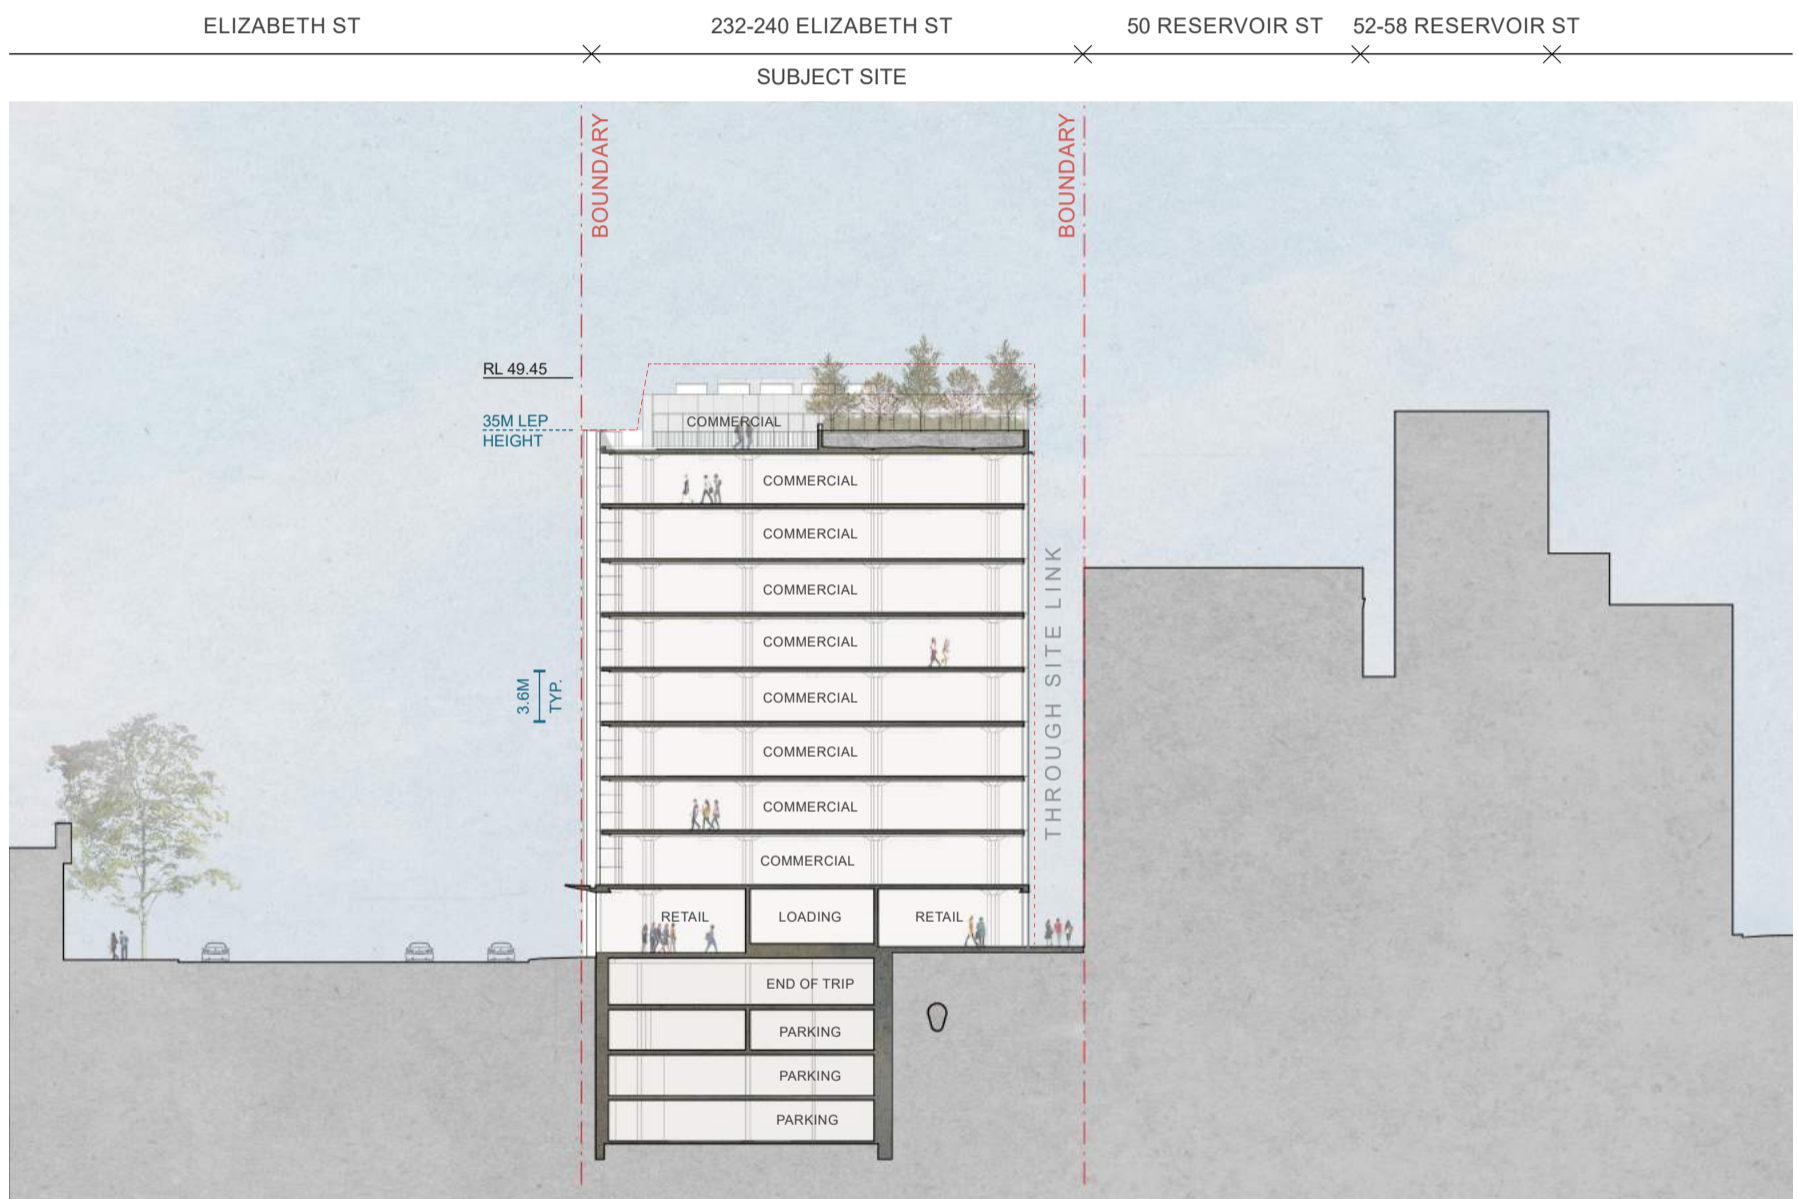 ELIZABETH ST
232-240 ELIZABETH ST
50 RESERVOIR ST
52-58 RESERVOIR ST
SUBJECT SITE
BOUNDARY
BOUNDARY
RL 49.45
35M LEP
HEIGHT
COMMERCIAL
COMMERCIAL
COMMERCIAL
COMMERCIAL
COMMERCIAL
COMMERCIAL
COMMERCIAL
COMMERCIAL
COMMERCIAL
3.6M
TYP.
THROUGH SITE LINK
RETAIL
LOADING
RETAIL
END OF TRIP
PARKING
PARKING
PARKING